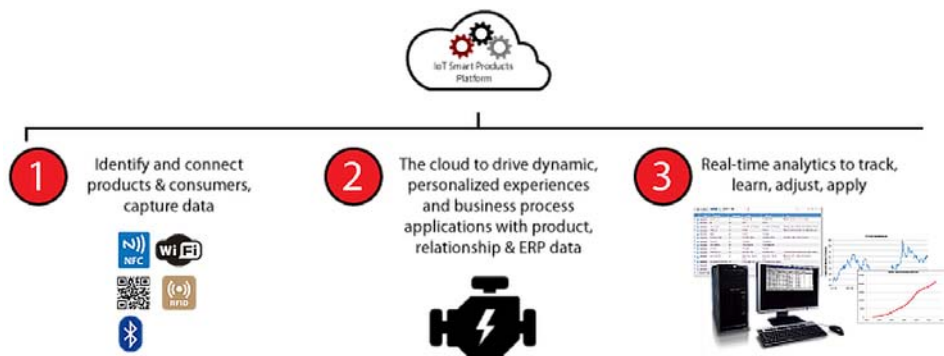 IoT Smart Products
Platform
1
Identify and connect
products & consumers,
capture data
NFC
WiFi
RFID
2
The cloud to drive dynamic,
personalized experiences
and business process
applications with product,
relationship & ERP data
3
Real-time analytics to track,
learn, adjust, apply